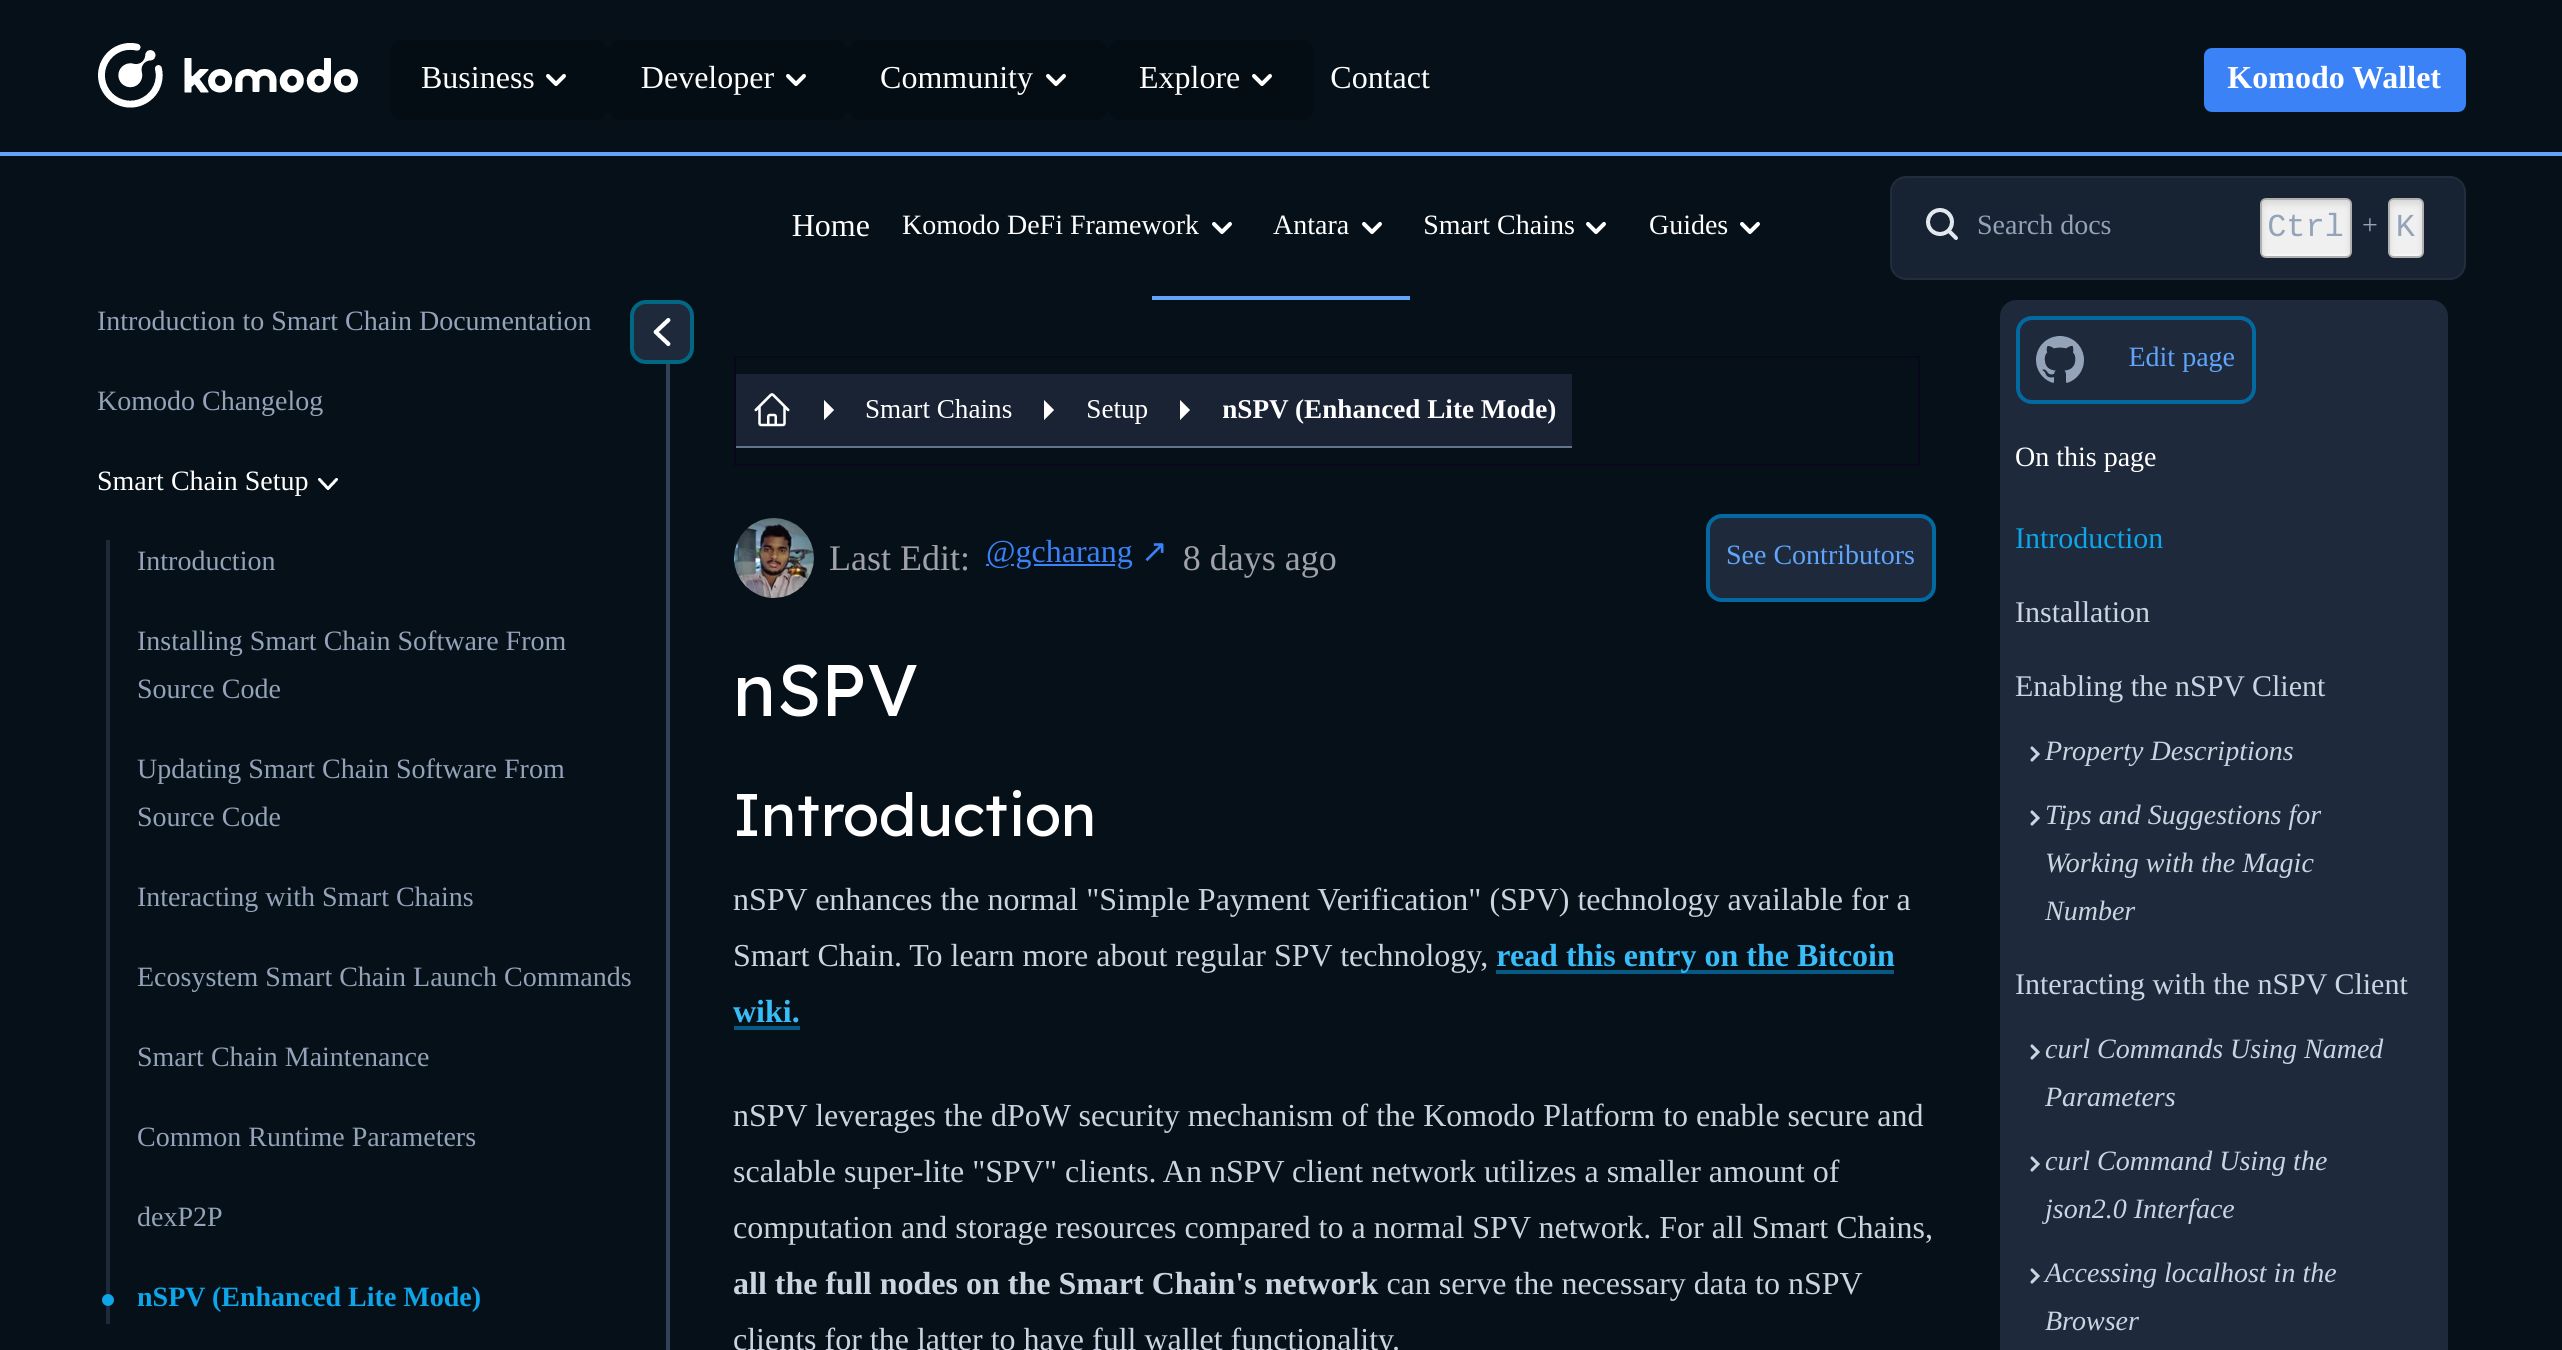 komodo
Business
Developer
Community
Explore
Contact
Komodo Wallet
Home
Komodo DeFi Framework
Antara
Smart Chains
Guides
Search docs
Ctrl + K
Introduction to Smart Chain Documentation
Komodo Changelog
Smart Chain Setup
Introduction
Installing Smart Chain Software From
Source Code
Updating Smart Chain Software From
Source Code
Interacting with Smart Chains
Ecosystem Smart Chain Launch Commands
Smart Chain Maintenance
Common Runtime Parameters
dexP2P
nSPV (Enhanced Lite Mode)
Smart Chains
Setup
nSPV (Enhanced Lite Mode)
Last Edit: @gcharang ↗ 8 days ago
See Contributors
nSPV
Introduction
nSPV enhances the normal "Simple Payment Verification" (SPV) technology available for a
Smart Chain. To learn more about regular SPV technology, read this entry on the Bitcoin
wiki.
nSPV leverages the dPoW security mechanism of the Komodo Platform to enable secure and
scalable super-lite "SPV" clients. An nSPV client network utilizes a smaller amount of
computation and storage resources compared to a normal SPV network. For all Smart Chains,
all the full nodes on the Smart Chain's network can serve the necessary data to nSPV
clients for the latter to have full wallet functionality.
Edit page
On this page
Introduction
Installation
Enabling the nSPV Client
Property Descriptions
Tips and Suggestions for
Working with the Magic
Number
Interacting with the nSPV Client
curl Commands Using Named
Parameters
curl Command Using the
json2.0 Interface
Accessing localhost in the
Browser